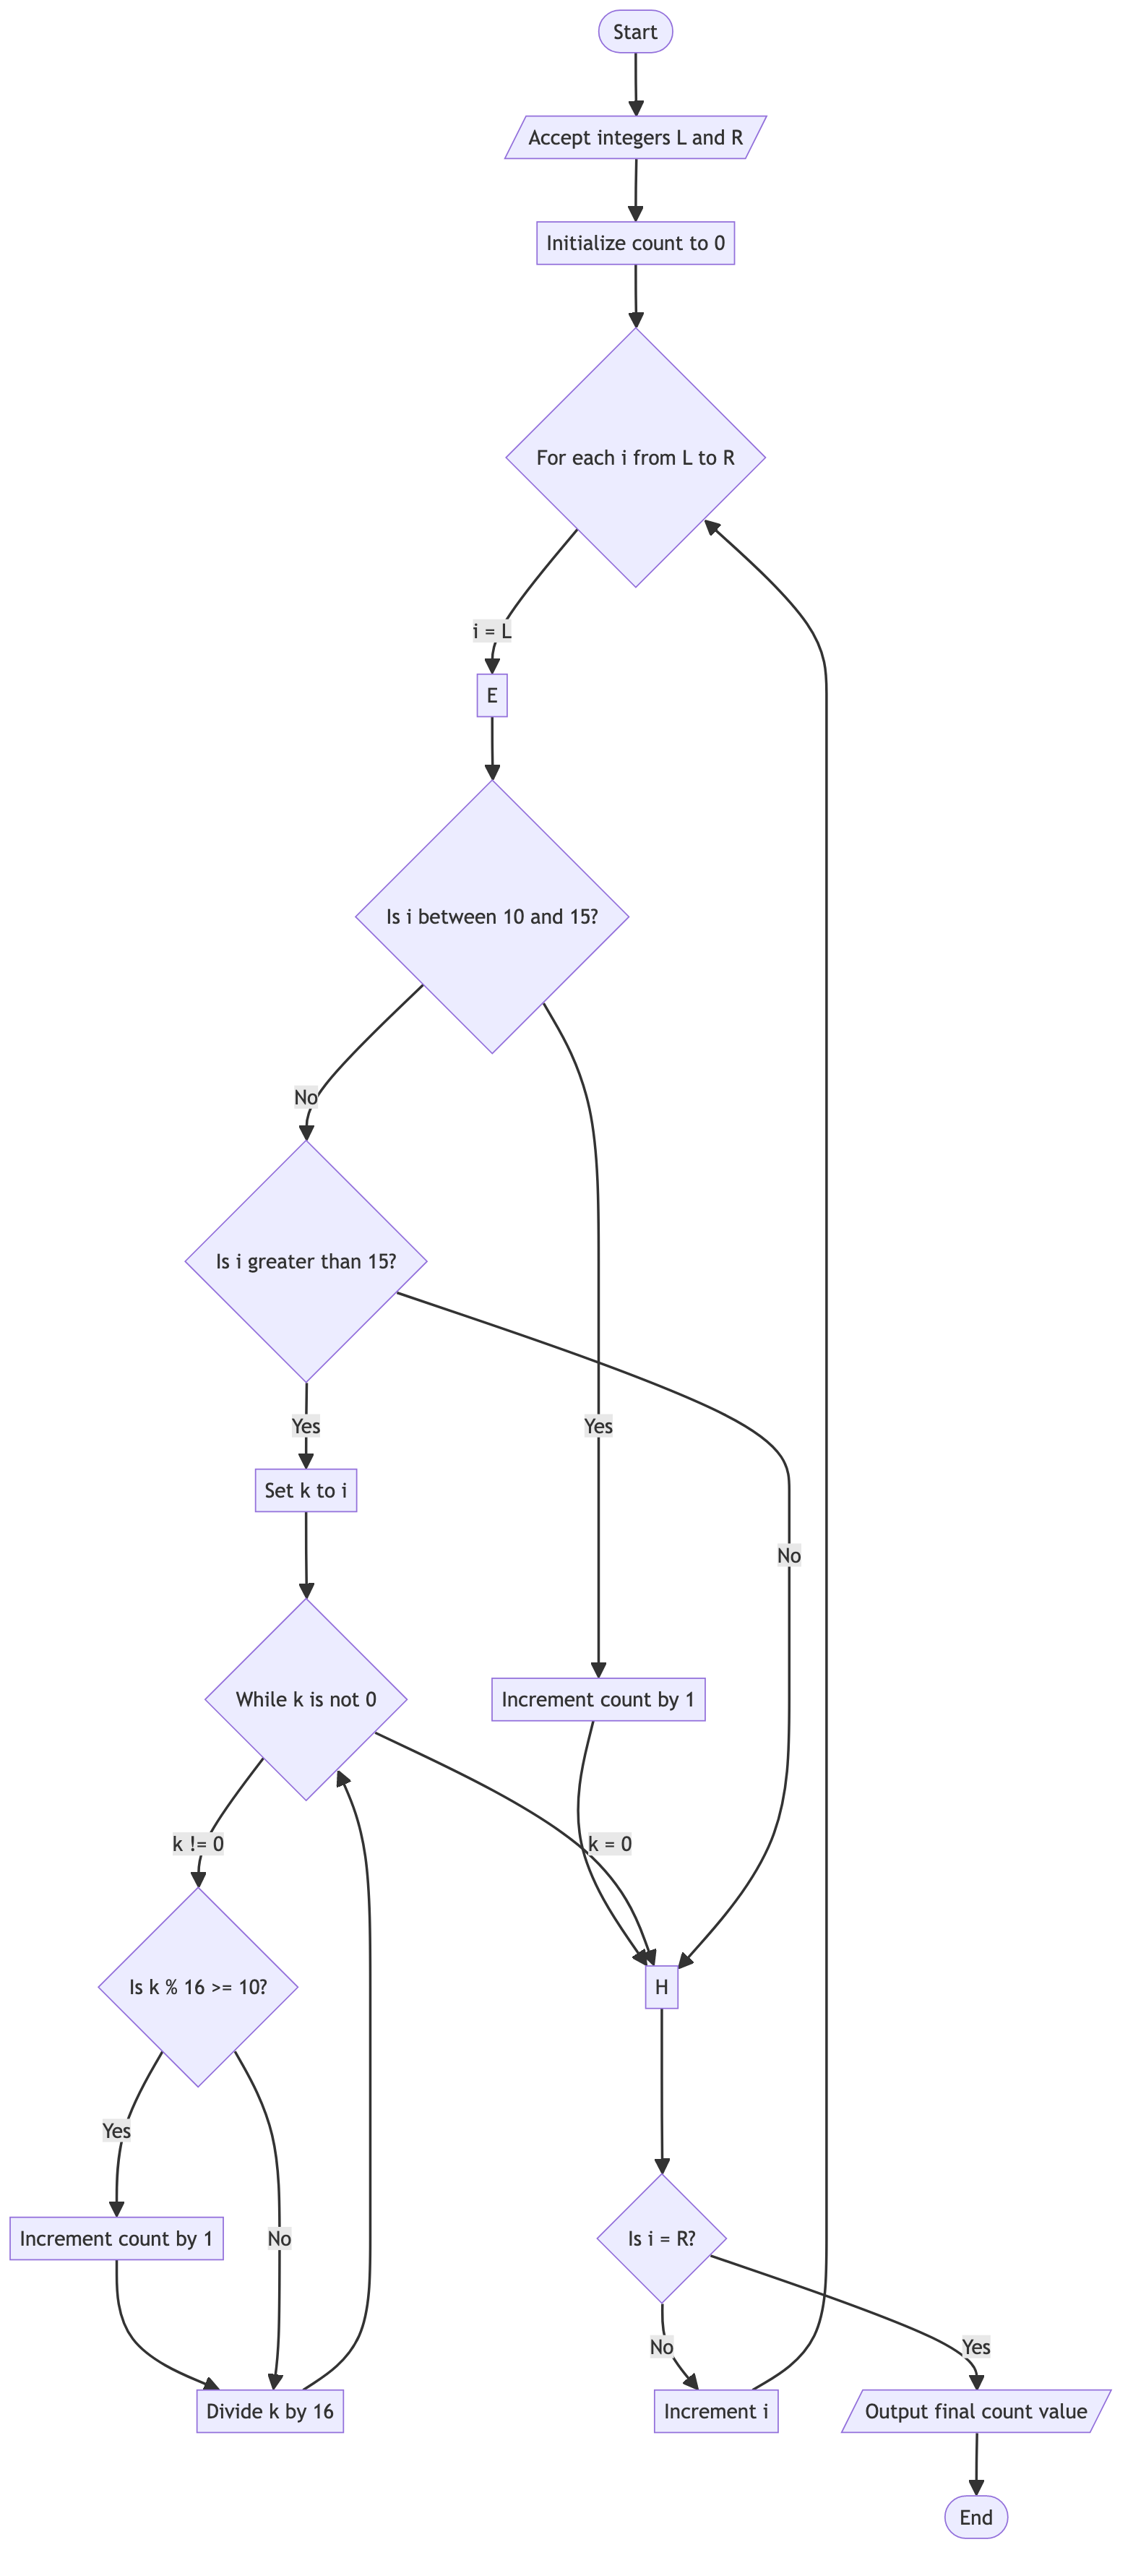 Start
Accept integers L and R
Initialize count to 0
For each i from L to R
i = L
E
Is i between 10 and 15?
No
Is i greater than 15?
Yes
Yes
Set k to i
No
While k is not 0
Increment count by 1
k != 0
k = 0
Is k % 16 >= 10?
H
Yes
Increment count by 1
No
Is i = R?
No
Yes
Divide k by 16
Increment i
Output final count value
End